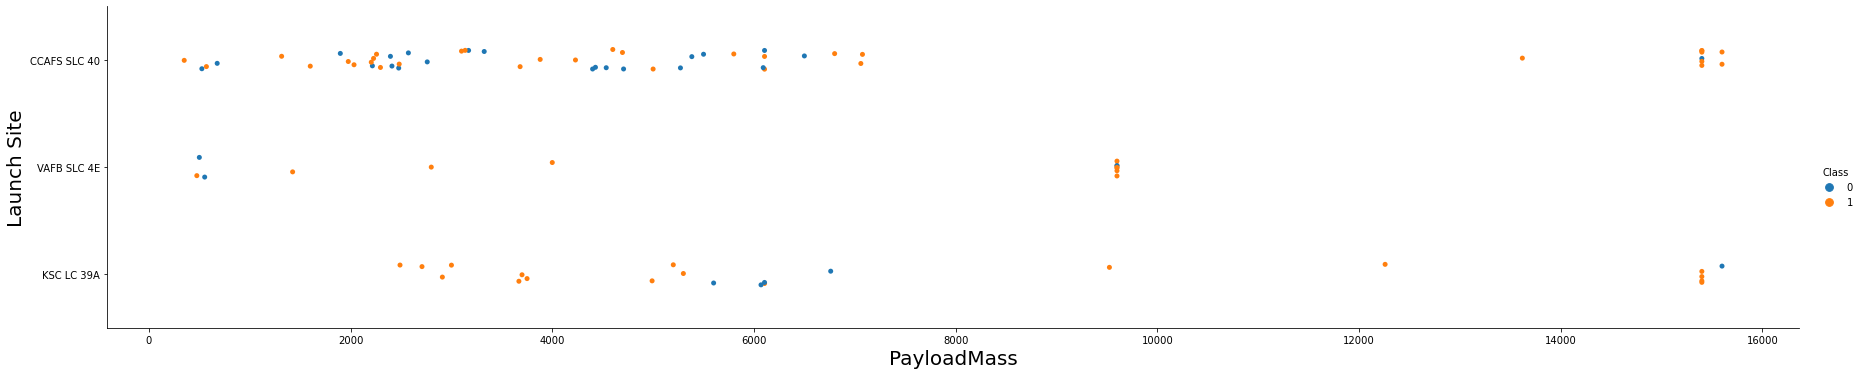 Launch Site
CCAFS SLC 40
VAFB SLC 4E
KSC LC 39A
0 2000 4000 6000 8000 10000 12000 14000 16000
PayloadMass
Class
0
1